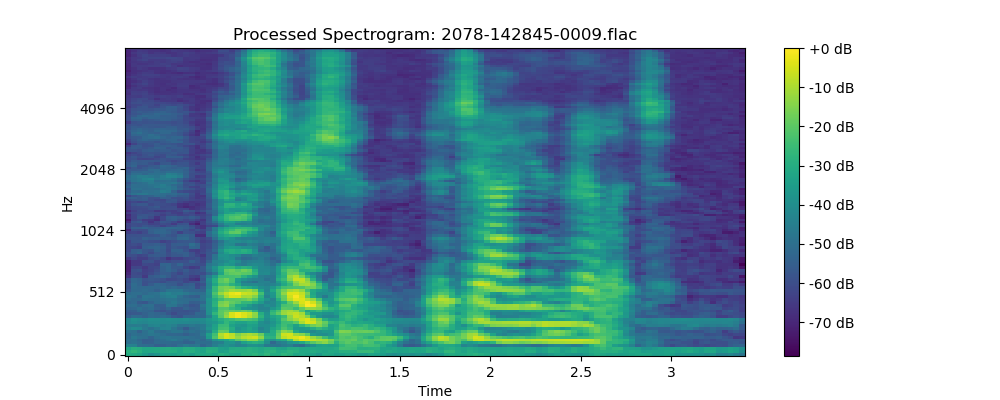 Processed Spectrogram: 2078-142845-0009.flac
Hz
4096
2048
1024
512
0
0 0.5 1 1.5 2 2.5 3
Time
+0 dB
-10 dB
-20 dB
-30 dB
-40 dB
-50 dB
-60 dB
-70 dB